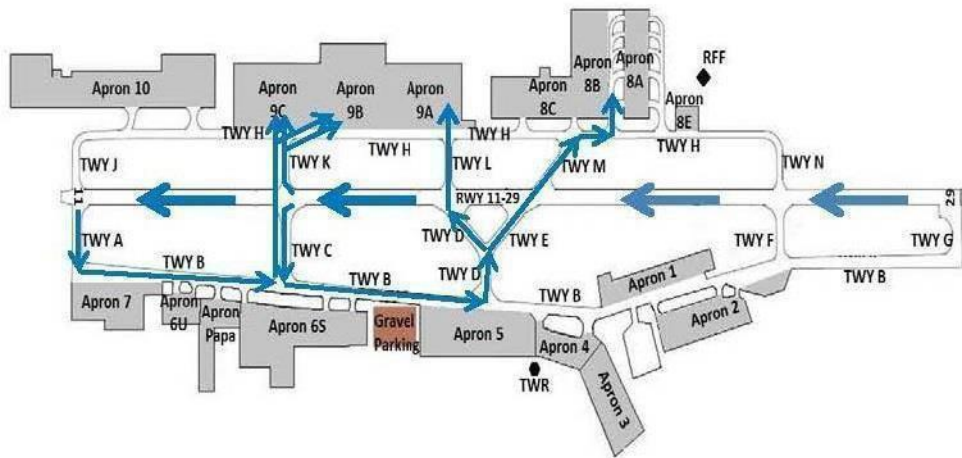 RFF
Apron
8B
Apron
8A
Apron 10
Apron
9C
Apron
9B
Apron
9A
Apron
8C
Apron
8E
TWY H
TWY H
TWY H
TWY H
TWY J
TWY K
TWY L
TWY M
TWY N
11
RWY 11-29
29
TWY A
TWY C
TWY D
TWY E
TWY F
TWY G
TWY B
TWY B
TWY D
TWY B
TWY B
Apron 1
Apron 7
Apron
6U
Apron
Papa
Apron 6S
Gravel
Parking
Apron 5
Apron 4
Apron 2
Apron 3
TWR